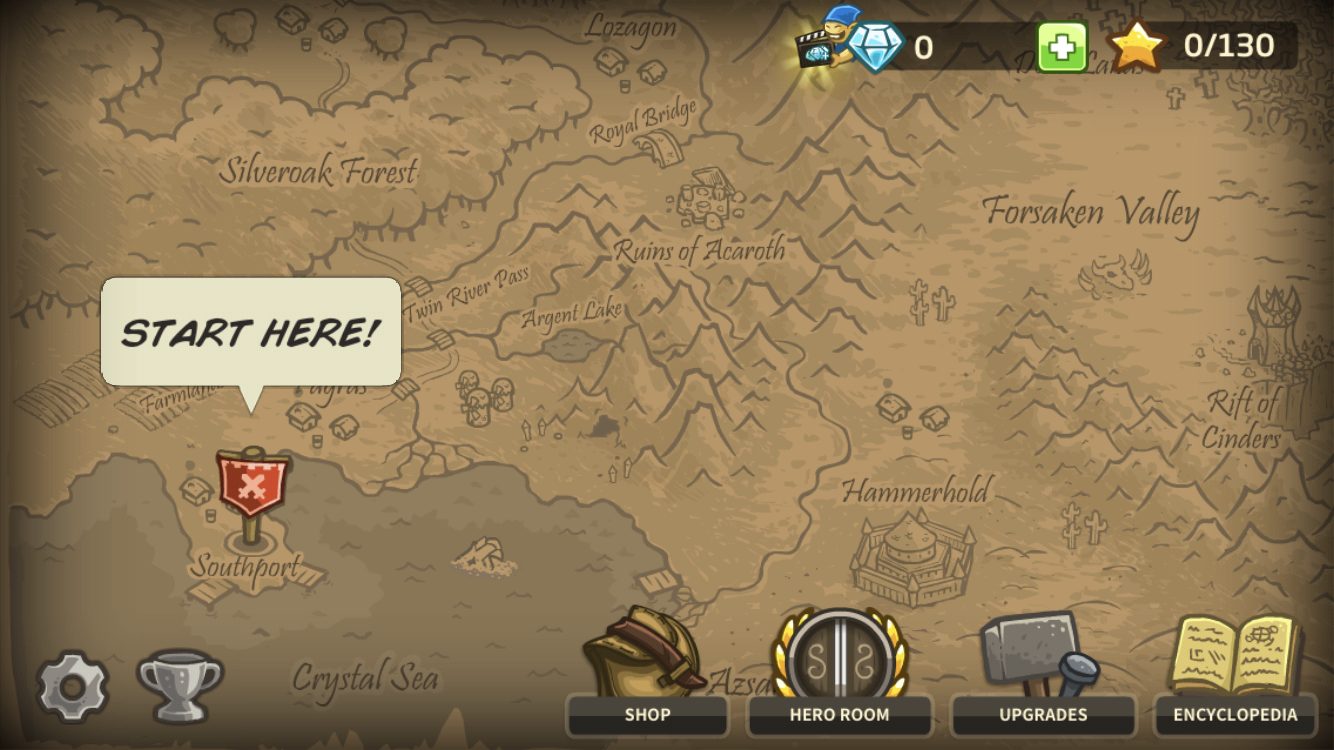 Lozagon
0
0/130
Royal Bridge
Silveroak Forest
Forsaken Valley
Ruins of Acaroth
Twin River Pass
Argent Lake
START HERE!
Rift of
Cinders
Hammerhold
Southport
Crystal Sea
SHOP
HERO ROOM
UPGRADES
ENCYCLOPEDIA